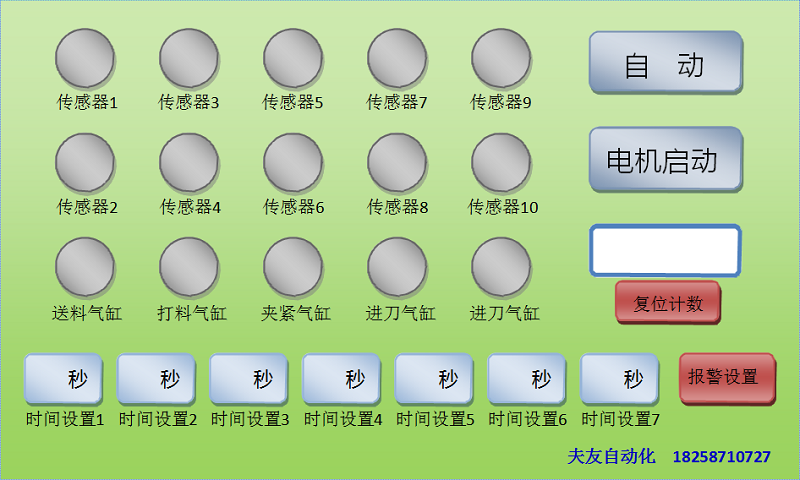 传感器1 传感器3 传感器5 传感器7 传感器9
自 动
传感器2 传感器4 传感器6 传感器8 传感器10
电机启动
送料气缸 打料气缸 夹紧气缸 进刀气缸 进刀气缸
复位计数
秒 秒 秒 秒 秒 秒 秒
报警设置
时间设置1 时间设置2 时间设置3 时间设置4 时间设置5 时间设置6 时间设置7
夫友自动化 18258710727